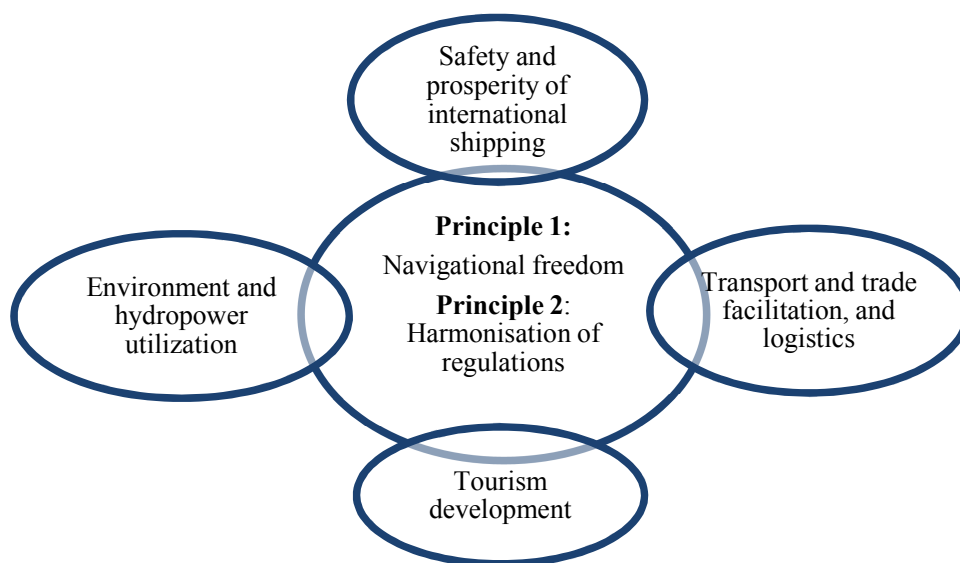 Safety and
prosperity of
international
shipping
Principle 1:
Navigational freedom
Principle 2:
Harmonisation of
regulations
Environment and
hydropower
utilization
Transport and trade
facilitation, and
logistics
Tourism
development